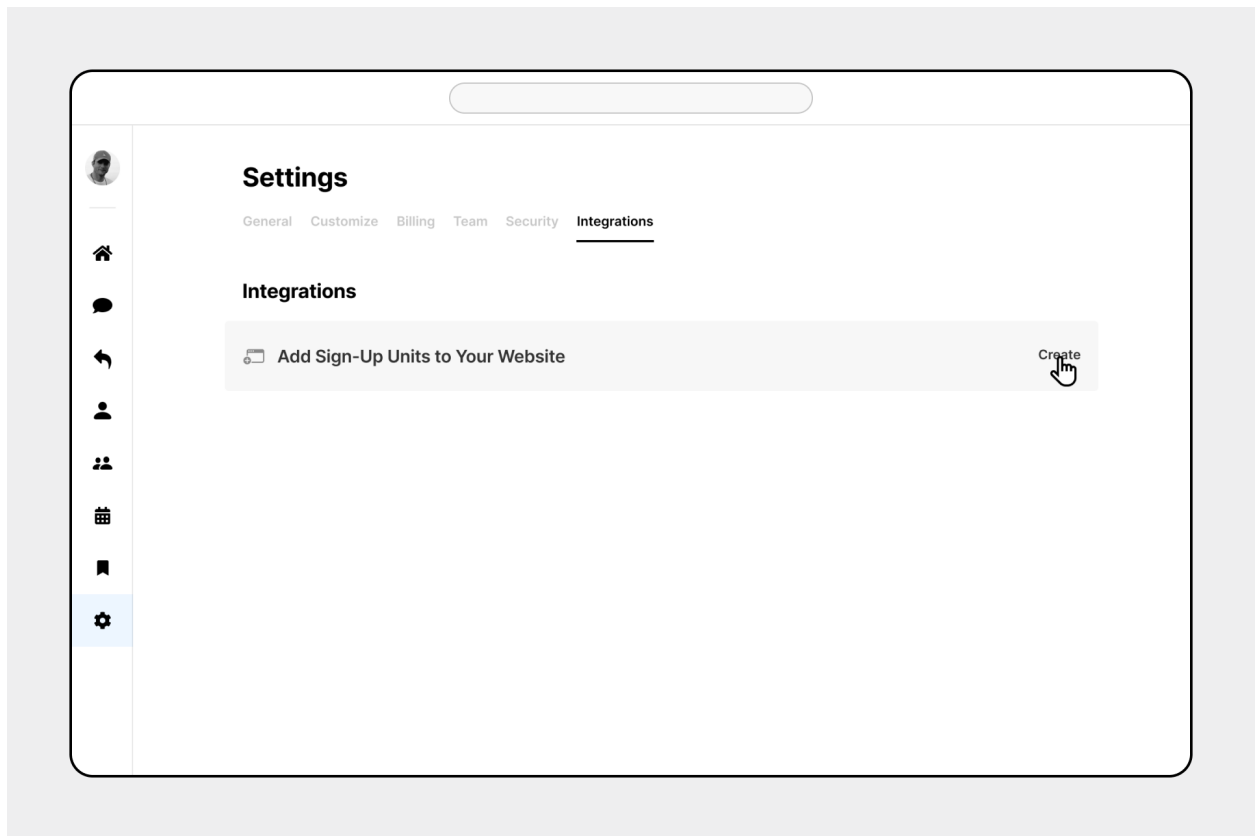 Settings
General Customize Billing Team Security Integrations
Integrations
Add Sign-Up Units to Your Website
Create